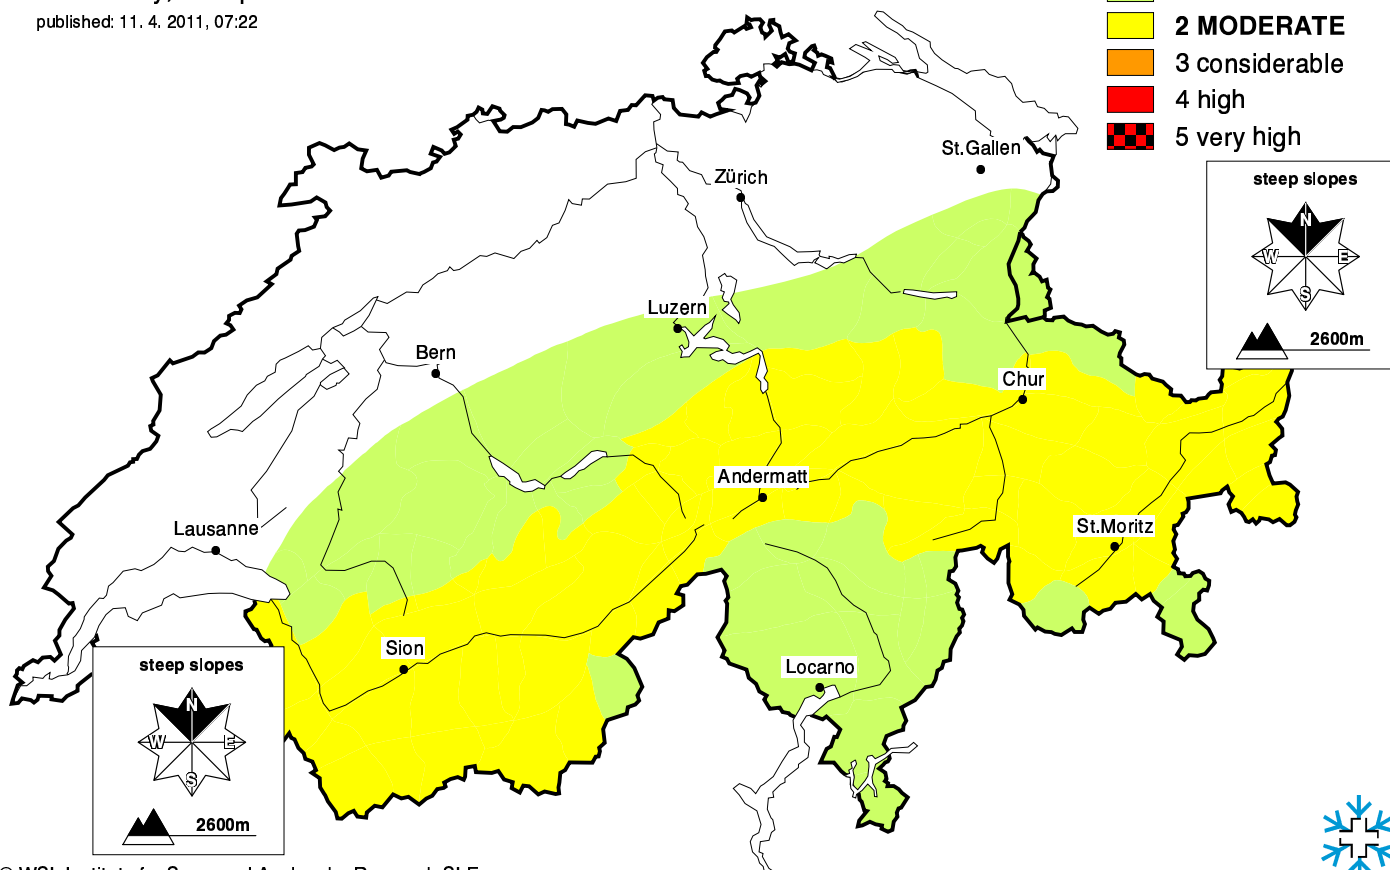 published: 11. 4. 2011, 07:22
2 MODERATE
3 considerable
4 high
5 very high
St.Gallen
Zürich
steep slopes
N
W E
S
2600m
Luzern
Bern
Chur
Andermatt
St.Moritz
Lausanne
Sion
Locarno
steep slopes
N
W E
S
2600m